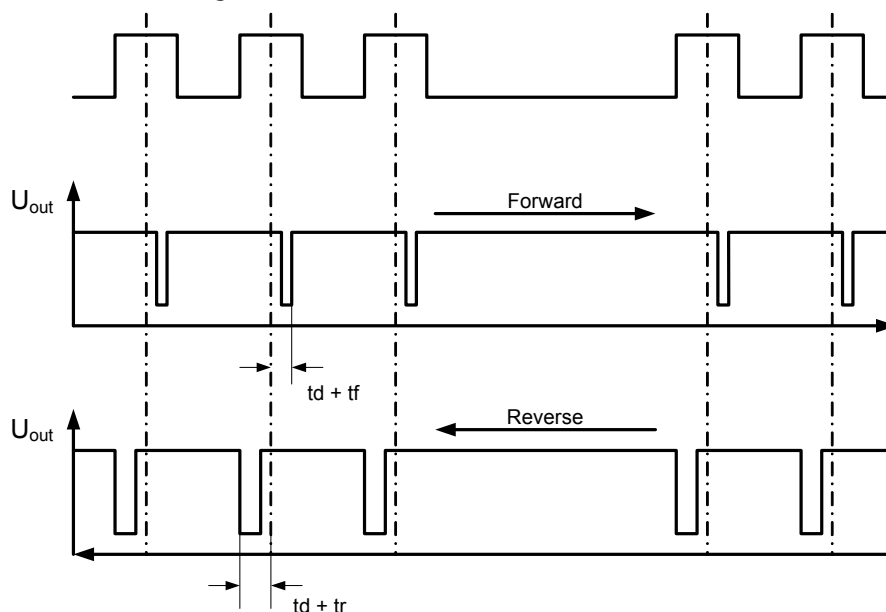 U_out
Forward
td + tf
U_out
Reverse
td + tr